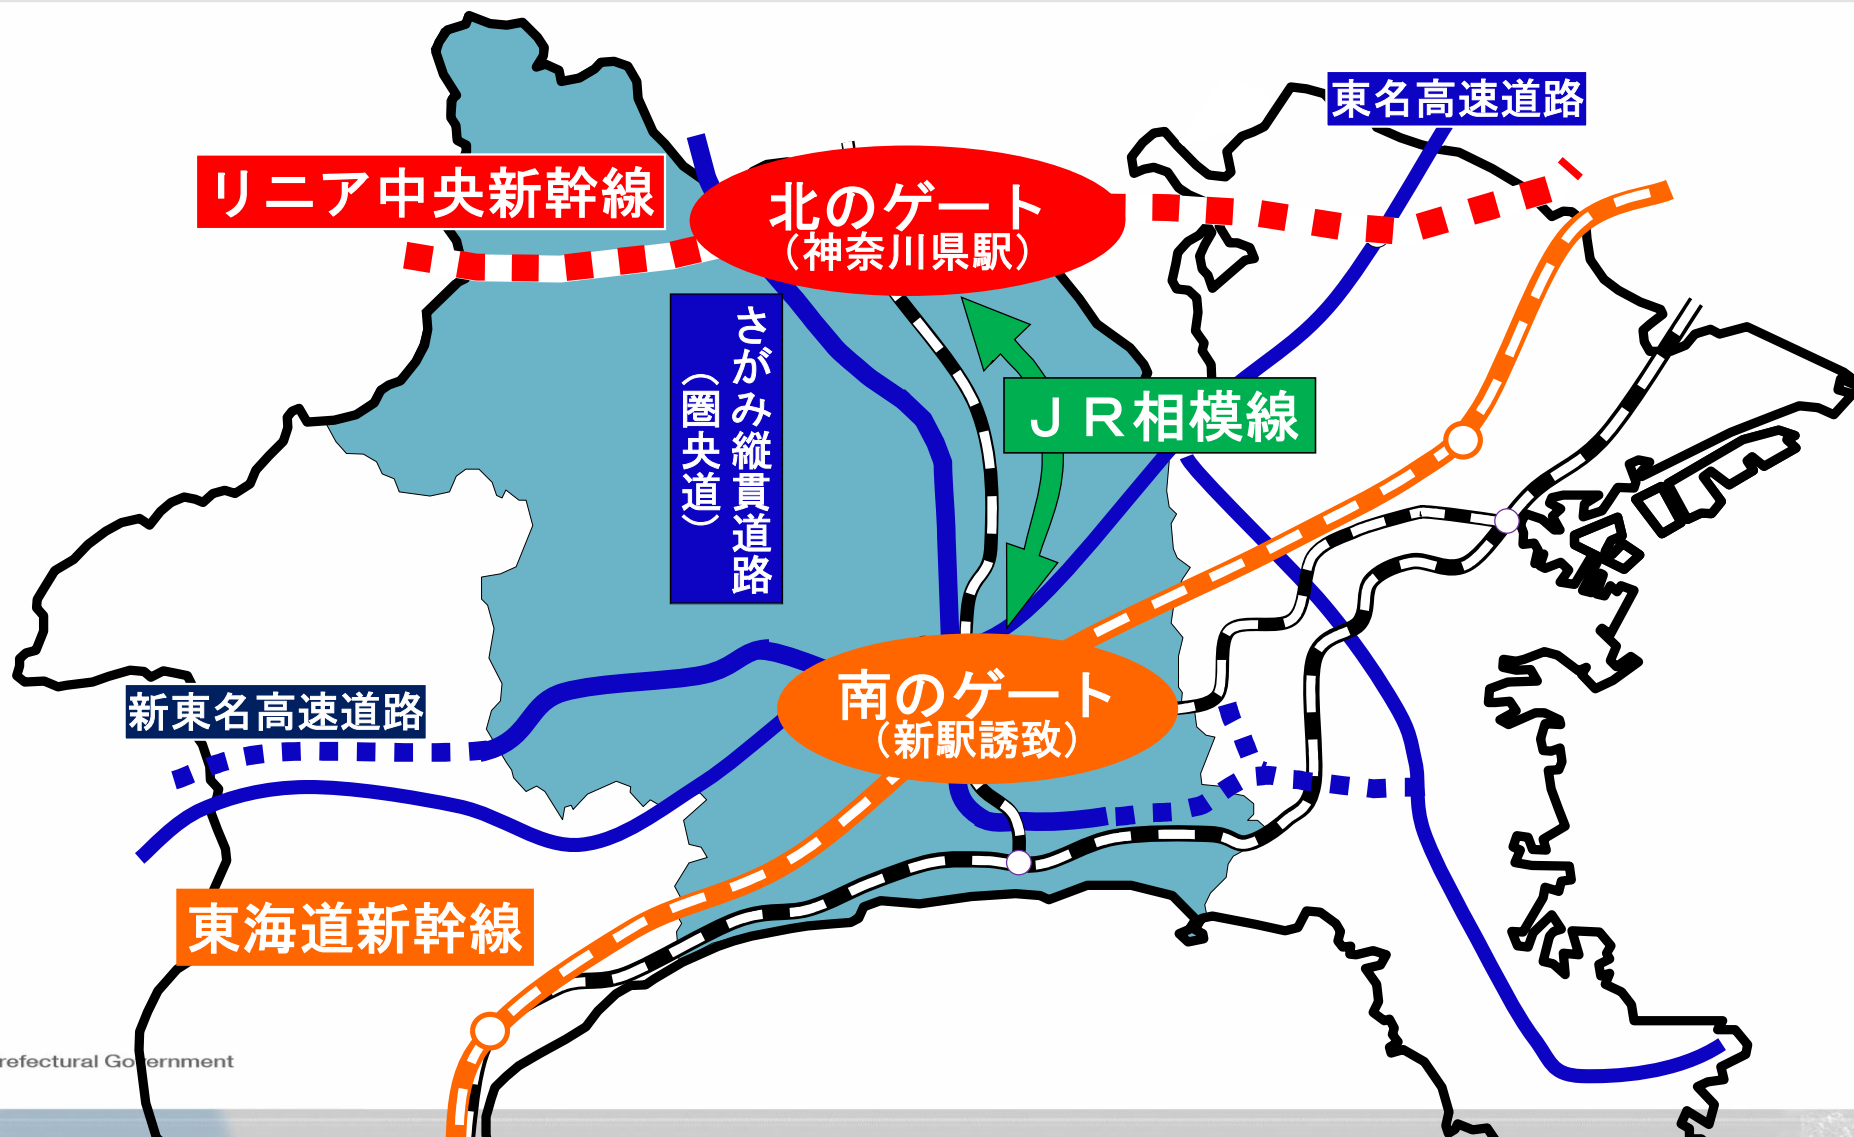 東名高速道路
リニア中央新幹線
北のゲート
（神奈川県駅）
さがみ縦貫道路
（圏央道）
ＪＲ相模線
南のゲート
（新駅誘致）
新東名高速道路
東海道新幹線
refectural Government